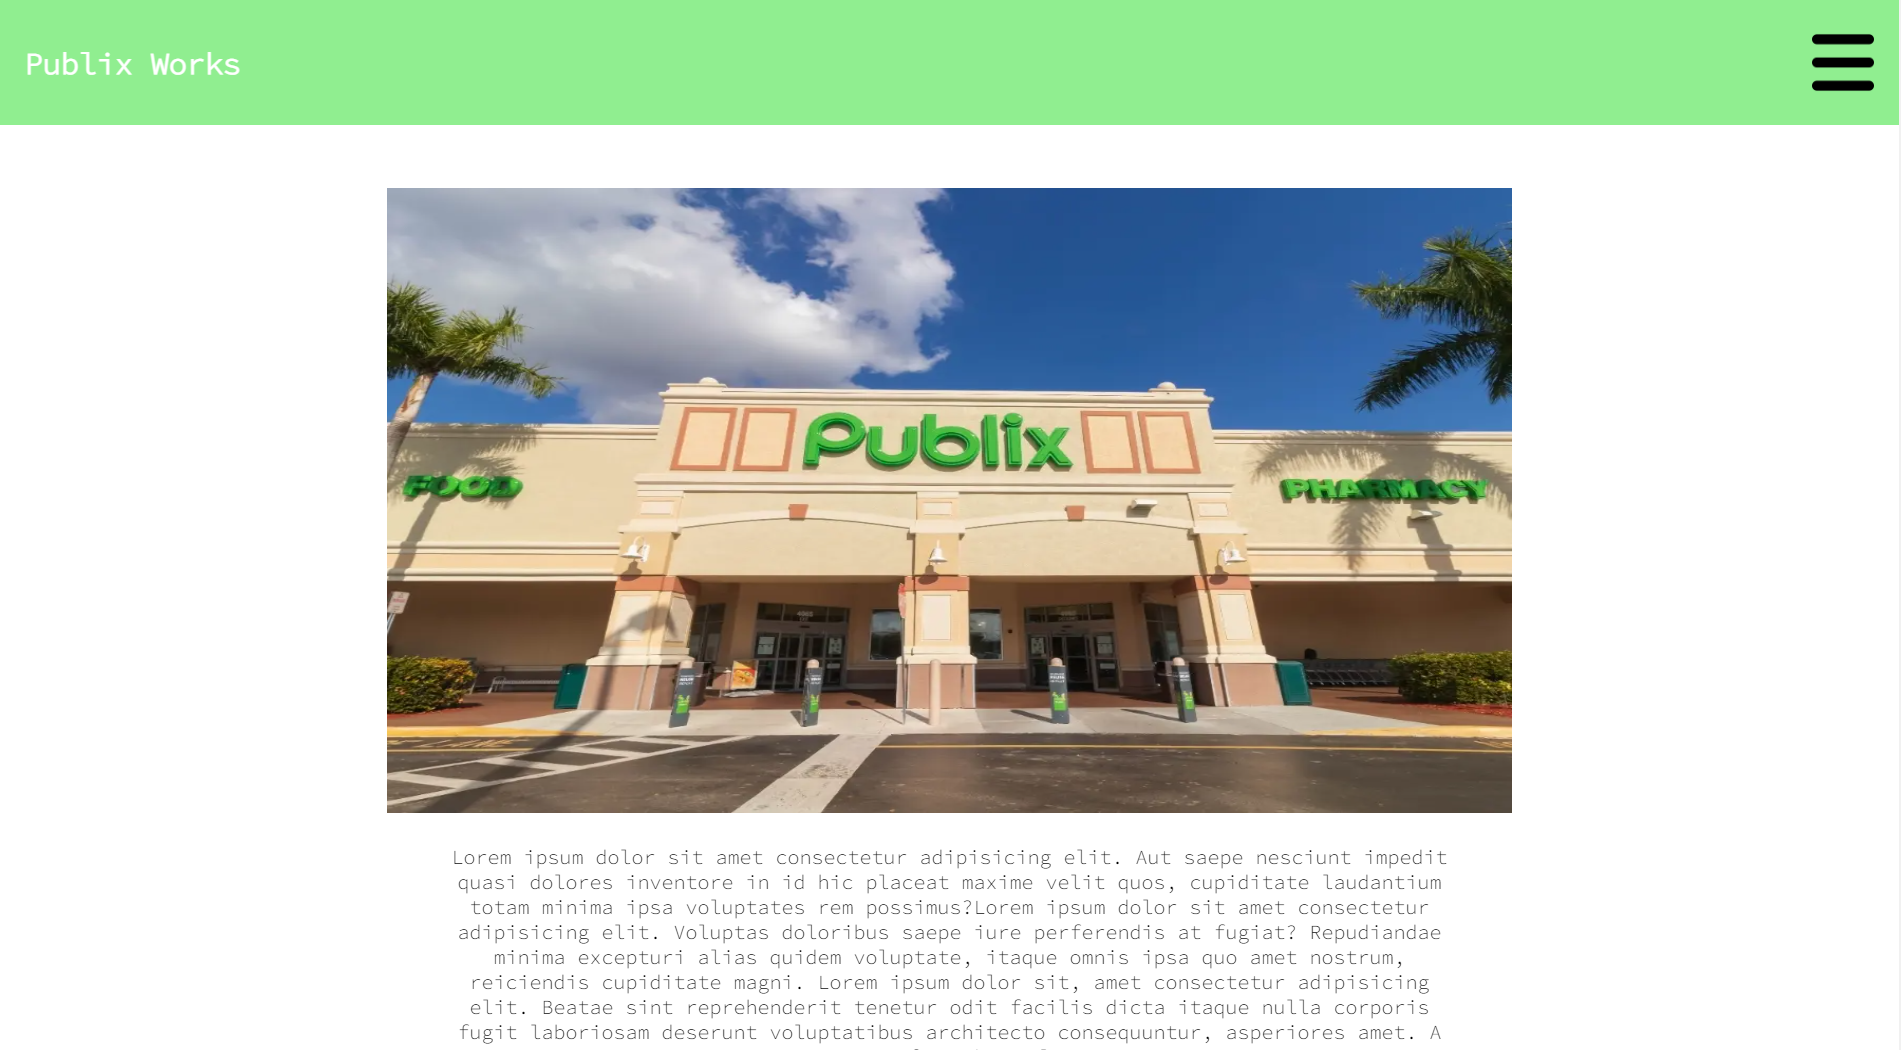 Publix Works
Publix
FOOD
PHARMACY
Lorem ipsum dolor sit amet consectetur adipisicing elit. Aut saepe nesciunt impedit
quasi dolores inventore in id hic placeat maxime velit quos, cupiditate laudantium
totam minima ipsa voluptates rem possimus?Lorem ipsum dolor sit amet consectetur
adipisicing elit. Voluptas doloribus saepe iure perferendis at fugiat? Repudiandae
minima excepturi alias quidem voluptate, itaque omnis ipsa quo amet nostrum,
reiciendis cupiditate magni. Lorem ipsum dolor sit, amet consectetur adipisicing
elit. Beatae sint reprehenderit tenetur odit facilis dicta itaque nulla corporis
fugit laboriosam deserunt voluptatibus architecto consequuntur, asperiores amet. A